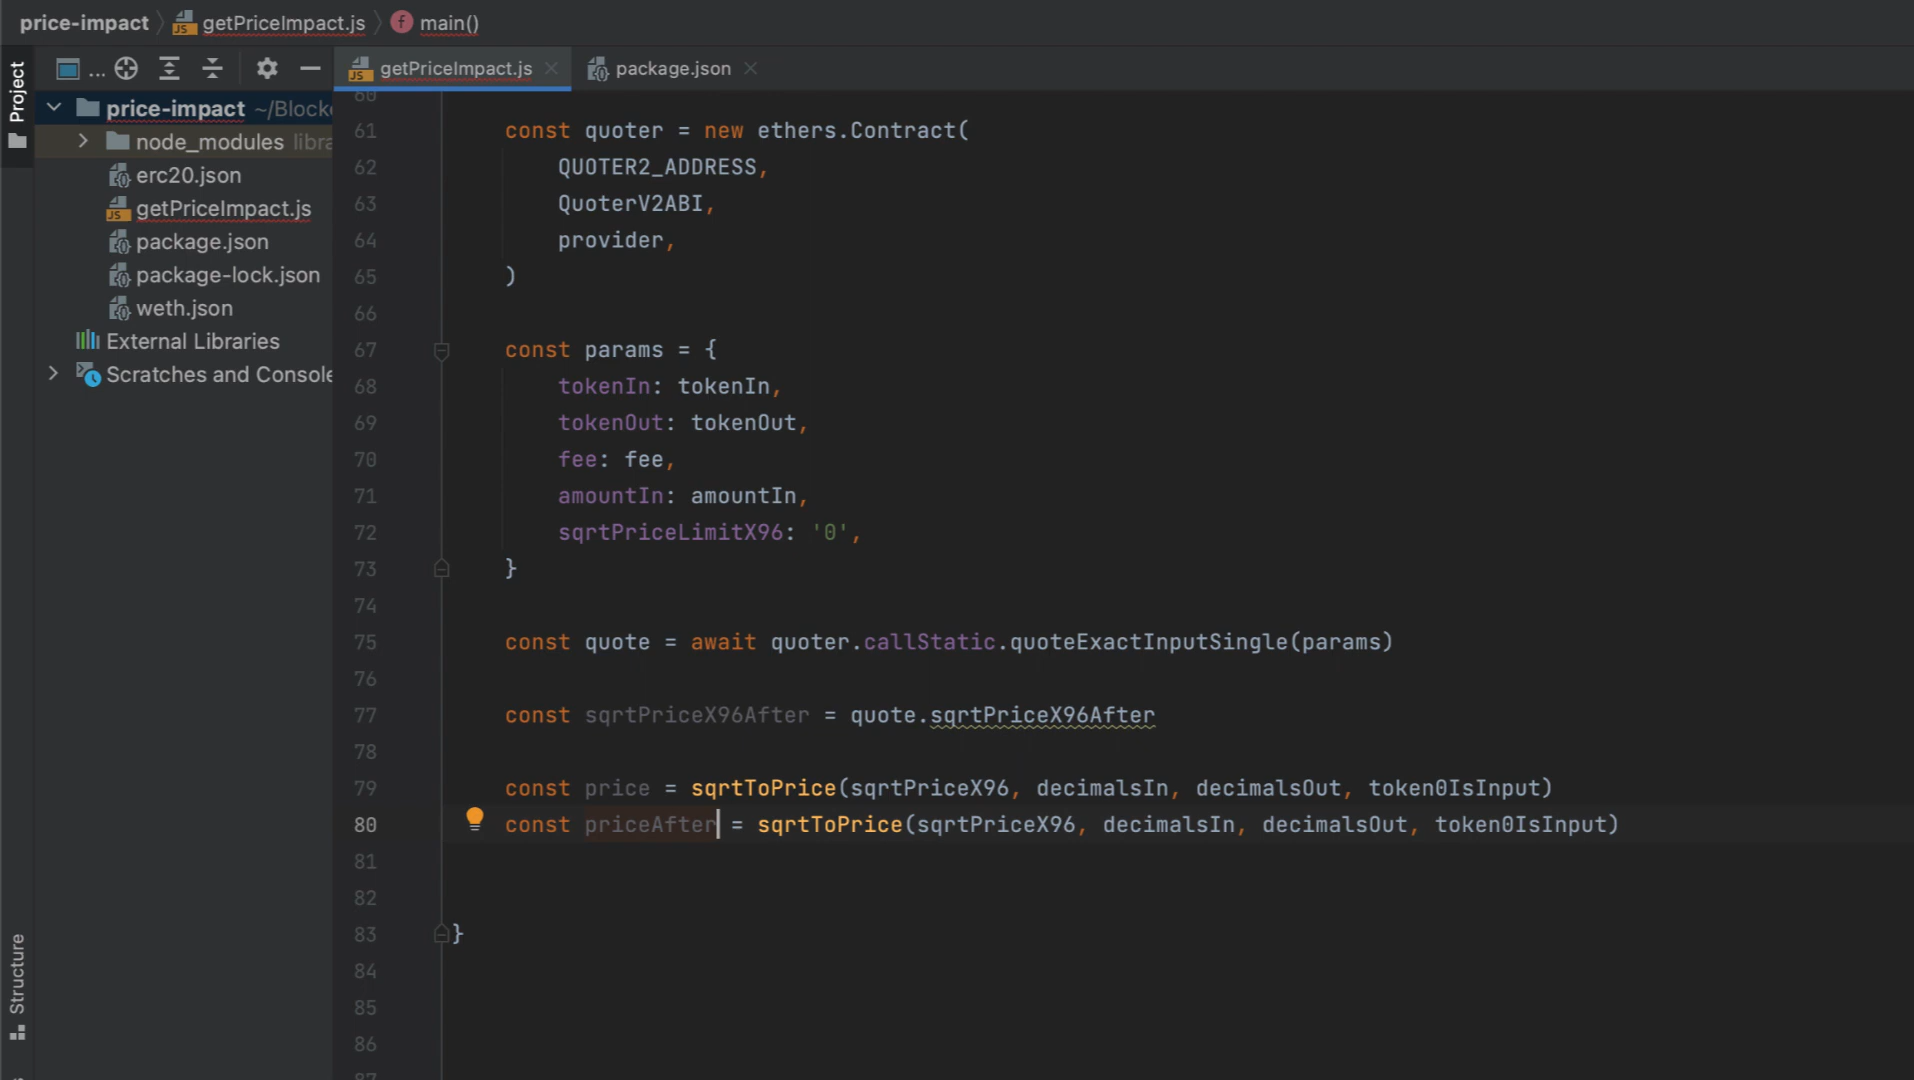 price-impact getPriceImpact.js main()
Project
...
getPriceImpact.js
package.json
price-impact ~/Blocke
node_modules libra
erc20.json
getPriceImpact.js
package.json
package-lock.json
weth.json
External Libraries
Scratches and Console
Structure
60
61 const quoter = new ethers.Contract(
62 QUOTER2_ADDRESS,
63 QuoterV2ABI,
64 provider,
65 )
66
67 const params = {
68 tokenIn: tokenIn,
69 tokenOut: tokenOut,
70 fee: fee,
71 amountIn: amountIn,
72 sqrtPriceLimitX96: '0',
73 }
74
75 const quote = await quoter.callStatic.quoteExactInputSingle(params)
76
77 const sqrtPriceX96After = quote.sqrtPriceX96After
78
79 const price = sqrtToPrice(sqrtPriceX96, decimalsIn, decimalsOut, token0IsInput)
80 const priceAfter = sqrtToPrice(sqrtPriceX96, decimalsIn, decimalsOut, token0IsInput)
81
82
83 }
84
85
86
87